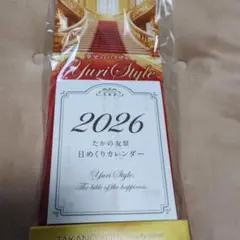 Yuri Style
2026
たかの友梨
日めくりカレンダー
Yuri Style.
The bible of the happiness.